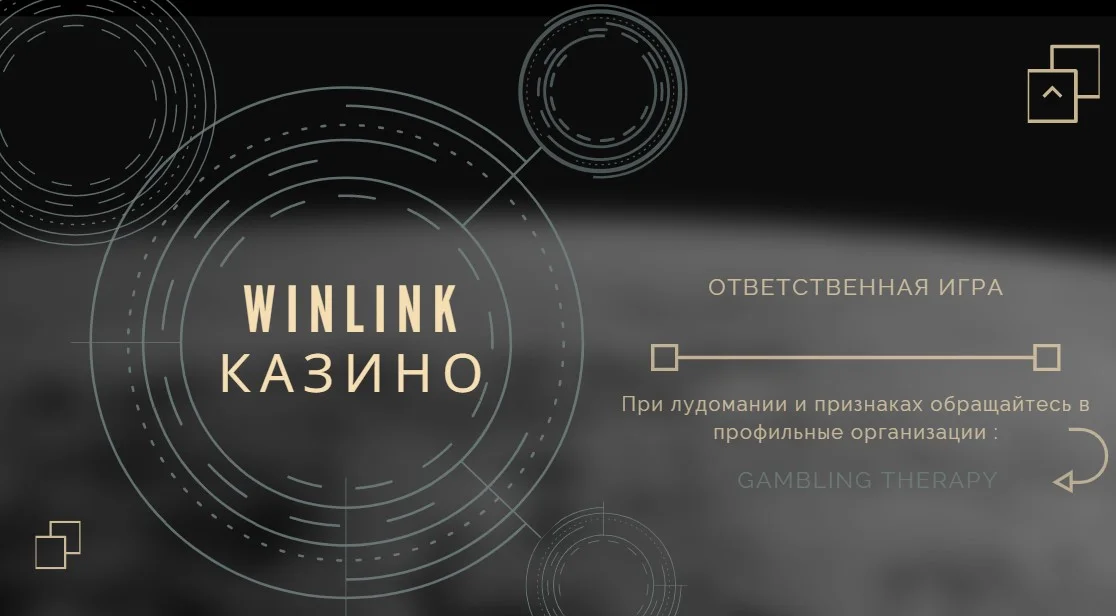 WINLINK
КАЗИНО
ОТВЕТСТВЕННАЯ ИГРА
При лудомании и признаках обращайтесь в
профильные организации :
GAMBLING THERAPY